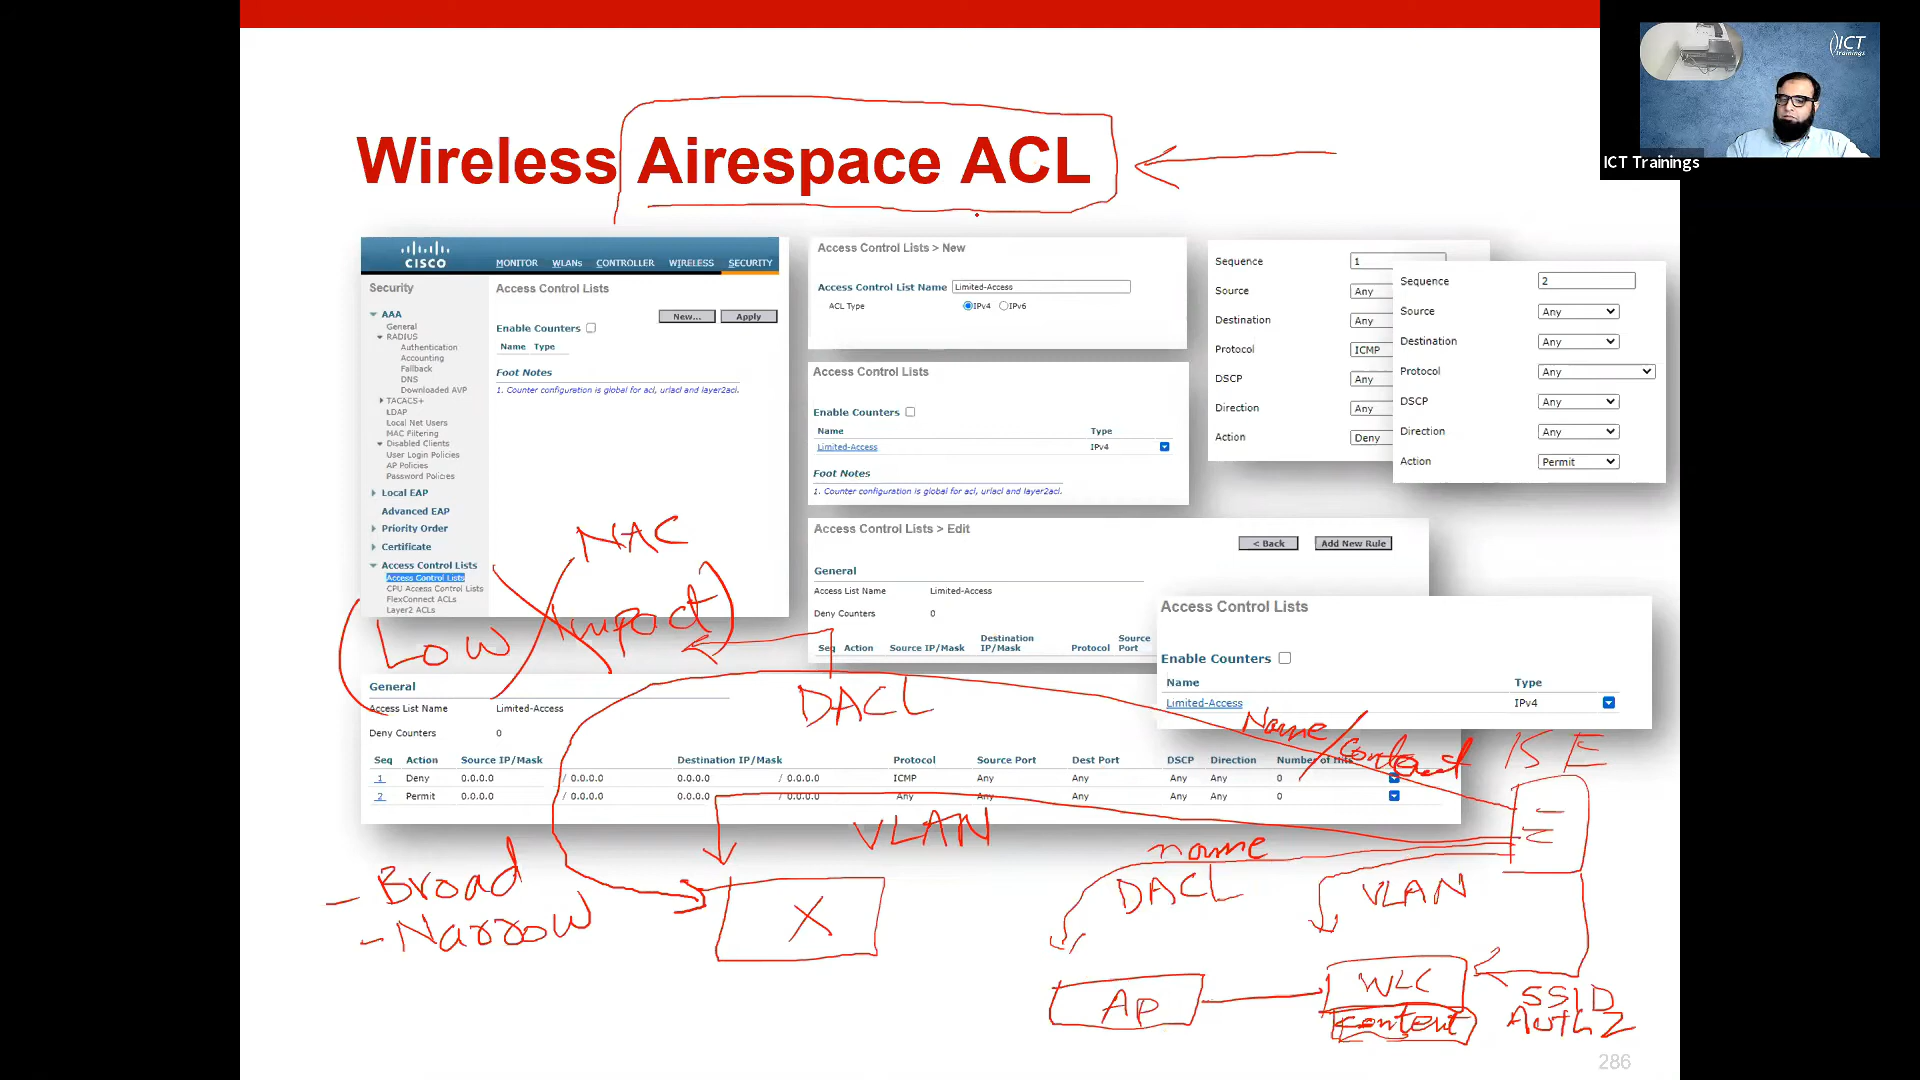 Wireless Airespace ACL
((ICT
trainings
ICT Trainings
CISCO
MONITOR WLANs CONTROLLER WIRELESS SECURITY
Security
AAA
General
RADIUS
Authentication
Accounting
Fallback
DNS
Downloaded AVP
TACACS+
LDAP
Local Net Users
MAC Filtering
Disabled Clients
User Login Policies
AP Policies
Password Policies
Local EAP
Advanced EAP
Priority Order
Certificate
Access Control Lists
Access Control Lists
CPU Access Control Lists
FlexConnect ACLs
Layer2 ACLs
Access Control Lists
New... Apply
Enable Counters
Name Type
Foot Notes
1. Counter configuration is global for acl, urlacl and layer2acl.
Access Control Lists > New
Access Control List Name Limited-Access
ACL Type IPv4 IPv6
Access Control Lists
Enable Counters
Name Type
Limited-Access IPv4
Foot Notes
1. Counter configuration is global for acl, urlacl and layer2acl.
Sequence 1
Source Any
Destination Any
Protocol ICMP
DSCP Any
Direction Any
Action Deny
Sequence 2
Source Any
Destination Any
Protocol Any
DSCP Any
Direction Any
Action Permit
Access Control Lists > Edit
< Back Add New Rule
General
Access List Name Limited-Access
Deny Counters 0
Seq Action Source IP/Mask Destination IP/Mask Protocol Source Port
Access Control Lists
Enable Counters
Name Type
Limited-Access IPv4
NAC
Low Impact
DACL
General
Access List Name Limited-Access
Deny Counters 0
Seq Action Source IP/Mask Destination IP/Mask Protocol Source Port Dest Port DSCP Direction Number of Hits
1 Deny 0.0.0.0 / 0.0.0.0 0.0.0.0 / 0.0.0.0 ICMP Any Any Any Any 0
2 Permit 0.0.0.0 / 0.0.0.0 0.0.0.0 / 0.0.0.0 Any Any Any Any Any 0
Name/Content
ISE
VLAN
name
DACL
VLAN
- Broad
- Narrow
X
AP
WLC
Content
SSID
AuthZ
286